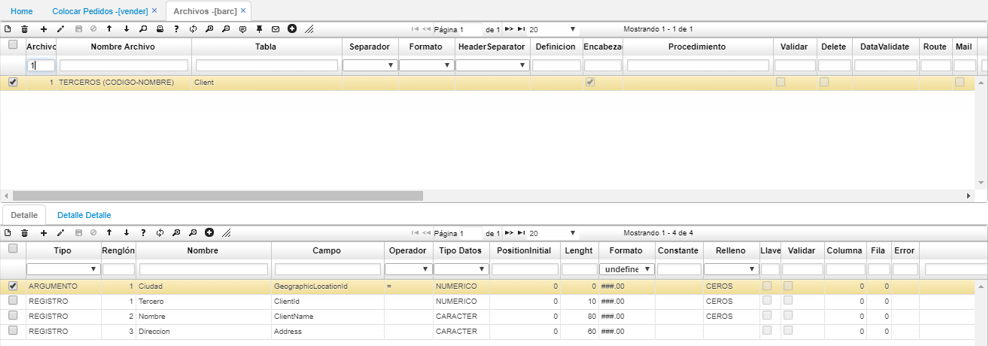 Home Colocar Pedidos -[vender] × Archivos -[barc] ×
Página 1 de 1 20 Mostrando 1 - 1 de 1
Archivo Nombre Archivo Tabla Separador Formato HeaderSeparator Definicion Encabeza Procedimiento Validar Delete DataValidate Route Mail
1
1 TERCEROS (CODIGO-NOMBRE) Client
Detalle Detalle Detalle
Página 1 de 1 20 Mostrando 1 - 4 de 4
Tipo Renglón Nombre Campo Operador Tipo Datos PositionInitial Lenght Formato Constante Relleno Llave Validar Columna Fila Error
undefine
ARGUMENTO 1 Ciudad GeographicLocationId = NUMERICO 0 0 ###.00 CEROS 0 0
REGISTRO 1 Tercero ClientId NUMERICO 0 10 ###.00 CEROS 0 0
REGISTRO 2 Nombre ClientName CARACTER 0 80 ###.00 CEROS 0 0
REGISTRO 3 Direccion Address CARACTER 0 60 ###.00 0 0